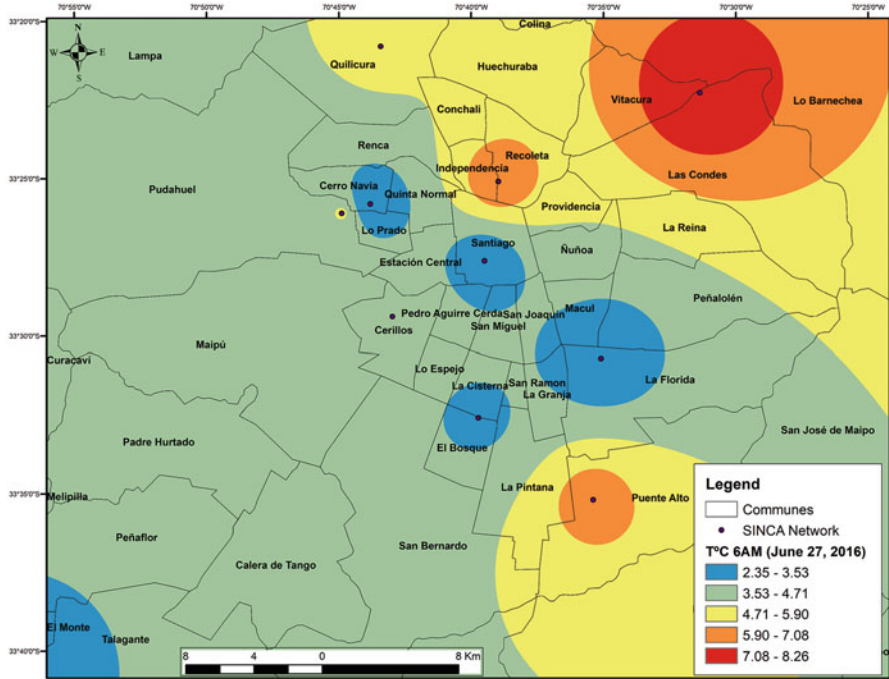 70°55'0"W 70°50'0"W 70°45'0"W 70°40'0"W 70°35'0"W 70°30'0"W 70°25'0"W
33°20'0"S
N
W E
S
Lampa
Quilicura
Colina
Huechuraba
Vitacura
Lo Barnechea
Conchalí
Renca
Recoleta
Independencia
33°25'0"S
Pudahuel
Cerro Navia
Quinta Normal
Las Condes
Providencia
Lo Prado
La Reina
Santiago
Ñuñoa
Estación Central
Peñalolén
33°30'0"S
Pedro Aguirre Cerda
San Joaquín
Macul
San Miguel
Cerillos
Maipú
Curacaví
Lo Espejo
La Cisterna
San Ramon
La Granja
La Florida
Padre Hurtado
El Bosque
San José de Maipo
33°35'0"S
Melipilla
La Pintana
Puente Alto
Peñaflor
San Bernardo
Calera de Tango
El Monte
Talagante
33°40'0"S
8 4 0 8 Km
Legend
Communes
SINCA Network
TºC 6AM (June 27, 2016)
2.35 - 3.53
3.53 - 4.71
4.71 - 5.90
5.90 - 7.08
7.08 - 8.26